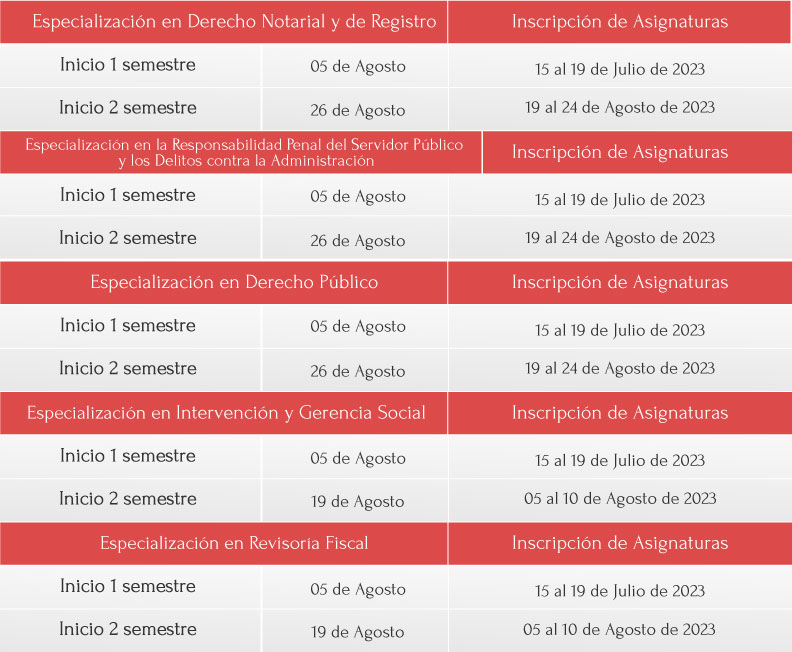 Especialización en Derecho Notarial y de Registro Inscripción de Asignaturas
Inicio 1 semestre 05 de Agosto 15 al 19 de Julio de 2023
Inicio 2 semestre 26 de Agosto 19 al 24 de Agosto de 2023
Especialización en la Responsabilidad Penal del Servidor Público
y los Delitos contra la Administración
Inscripción de Asignaturas
Inicio 1 semestre 05 de Agosto 15 al 19 de Julio de 2023
Inicio 2 semestre 26 de Agosto 19 al 24 de Agosto de 2023
Especialización en Derecho Público Inscripción de Asignaturas
Inicio 1 semestre 05 de Agosto 15 al 19 de Julio de 2023
Inicio 2 semestre 26 de Agosto 19 al 24 de Agosto de 2023
Especialización en Intervención y Gerencia Social Inscripción de Asignaturas
Inicio 1 semestre 05 de Agosto 15 al 19 de Julio de 2023
Inicio 2 semestre 19 de Agosto 05 al 10 de Agosto de 2023
Especialización en Revisoría Fiscal Inscripción de Asignaturas
Inicio 1 semestre 05 de Agosto 15 al 19 de Julio de 2023
Inicio 2 semestre 19 de Agosto 05 al 10 de Agosto de 2023